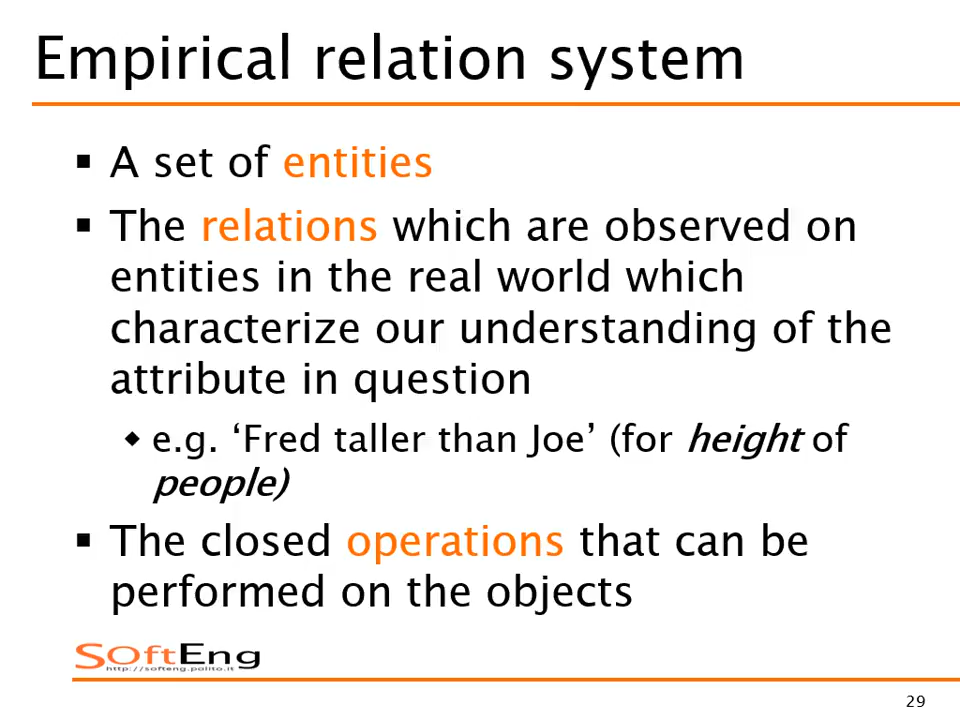 Empirical relation system
▪ A set of entities
▪ The relations which are observed on
entities in the real world which
characterize our understanding of the
attribute in question
◆ e.g. ‘Fred taller than Joe’ (for height of
people)
▪ The closed operations that can be
performed on the objects
SOftEng
http://softeng.polito.it
29